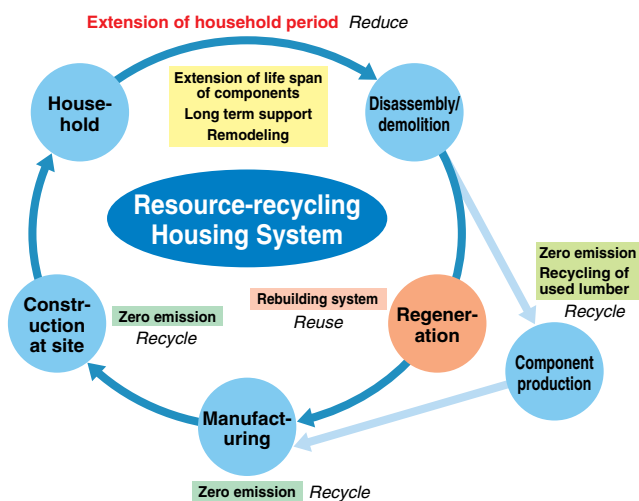 Extension of household period Reduce
House-
hold
Extension of life span
of components
Long term support
Remodeling
Disassembly/
demolition
Resource-recycling
Housing System
Zero emission
Recycling of
used lumber
Recycle
Constr-
uction
at site
Zero emission
Recycle
Rebuilding system
Reuse
Regener-
ation
Component
production
Manufact-
uring
Zero emission Recycle